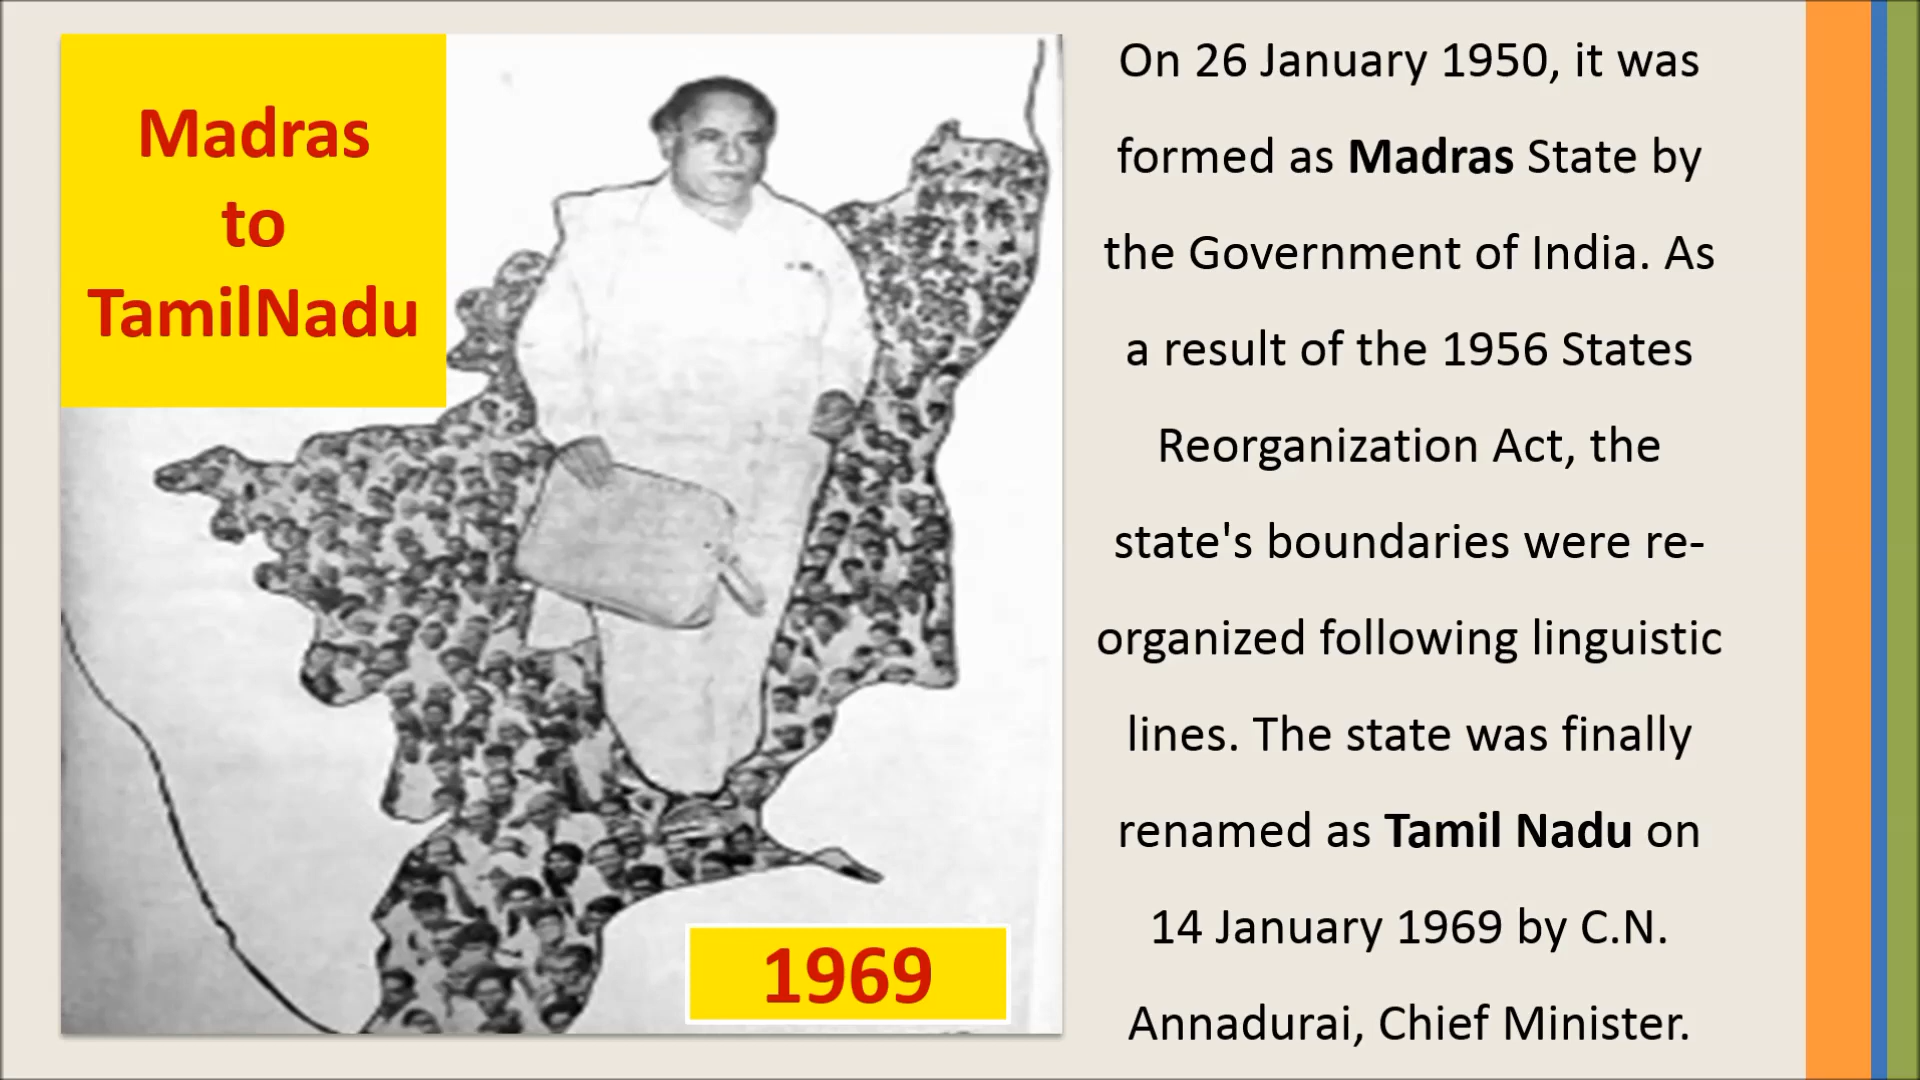 Madras
to
TamilNadu
1969
On 26 January 1950, it was
formed as Madras State by
the Government of India. As
a result of the 1956 States
Reorganization Act, the
state's boundaries were re-
organized following linguistic
lines. The state was finally
renamed as Tamil Nadu on
14 January 1969 by C.N.
Annadurai, Chief Minister.